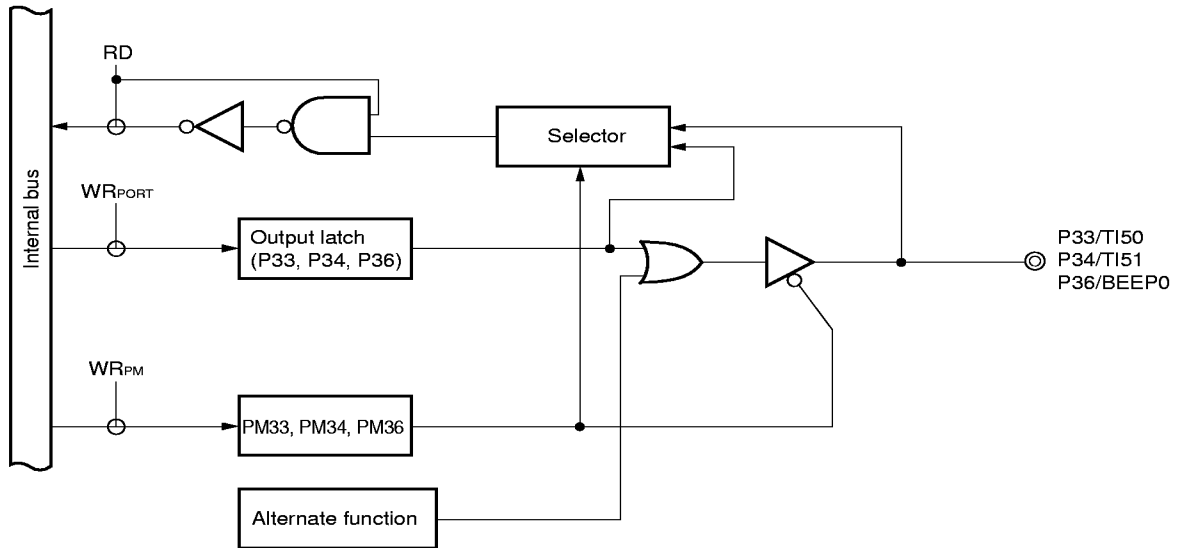 RD
Selector
Internal bus
WRPORT
Output latch
(P33, P34, P36)
P33/TI50
P34/TI51
P36/BEEP0
WRPM
PM33, PM34, PM36
Alternate function